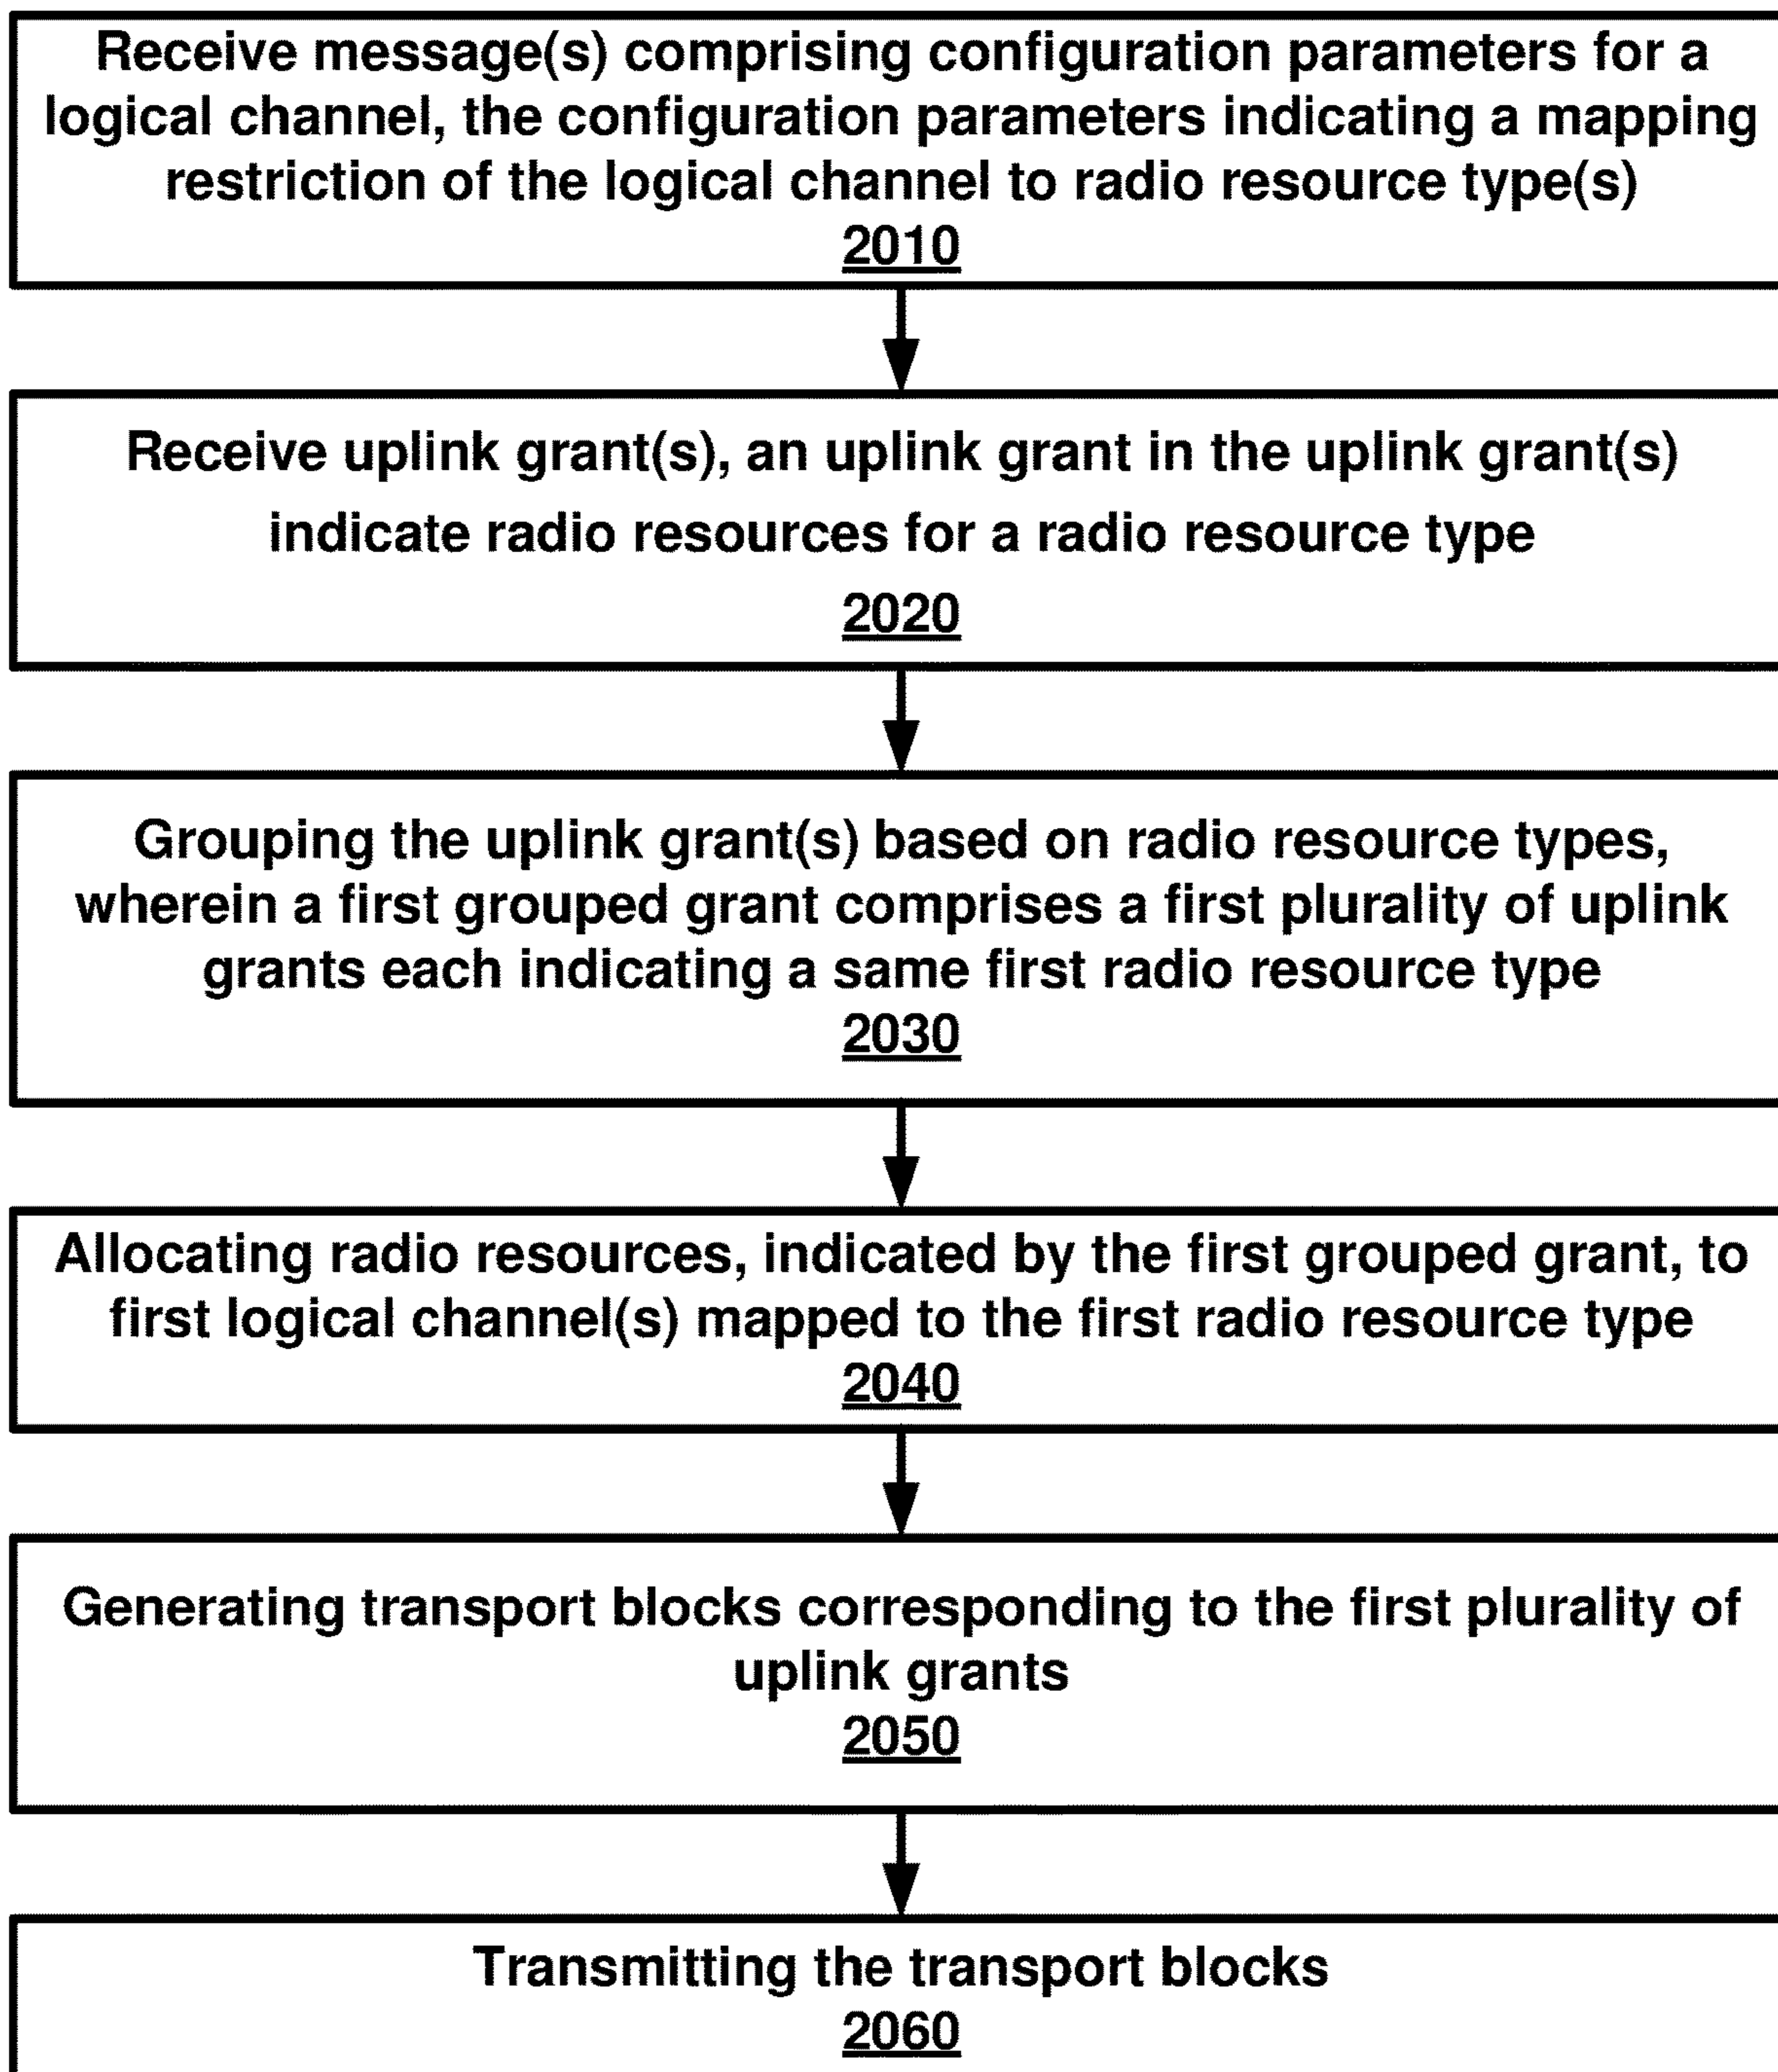 Receive message(s) comprising configuration parameters for a
logical channel, the configuration parameters indicating a mapping
restriction of the logical channel to radio resource type(s)
2010
Receive uplink grant(s), an uplink grant in the uplink grant(s)
indicate radio resources for a radio resource type
2020
Grouping the uplink grant(s) based on radio resource types,
wherein a first grouped grant comprises a first plurality of uplink
grants each indicating a same first radio resource type
2030
Allocating radio resources, indicated by the first grouped grant, to
first logical channel(s) mapped to the first radio resource type
2040
Generating transport blocks corresponding to the first plurality of
uplink grants
2050
Transmitting the transport blocks
2060